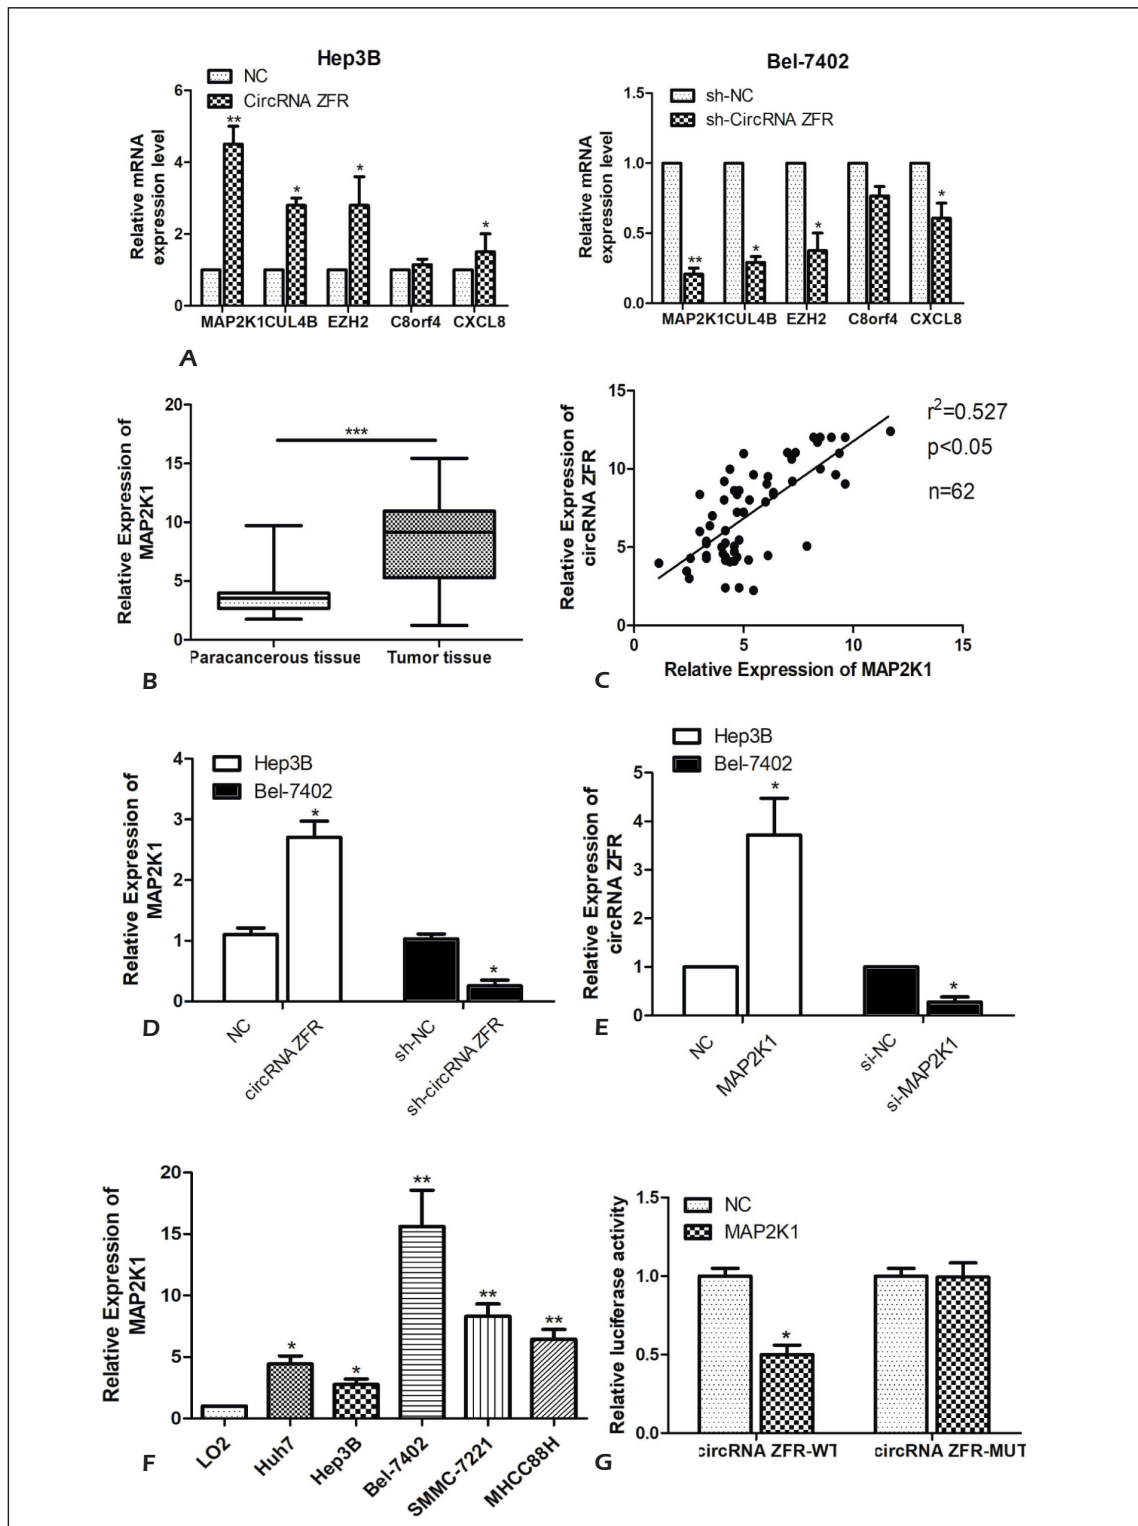 Hep3B
NC
CircRNA ZFR
Relative mRNA
expression level
6
4
2
0
**
*
*
*
MAP2K1
CUL4B
EZH2
C8orf4
CXCL8
A
Bel-7402
sh-NC
sh-CircRNA ZFR
Relative mRNA
expression level
1.5
1.0
0.5
0.0
**
*
*
*
MAP2K1
CUL4B
EZH2
C8orf4
CXCL8
Relative Expression of
MAP2K1
20
15
10
5
0
***
Paracancerous tissue
Tumor tissue
B
Relative Expression of
circRNA ZFR
15
10
5
0
r²=0.527
p<0.05
n=62
0
5
10
15
Relative Expression of MAP2K1
C
Hep3B
Bel-7402
Relative Expression of
MAP2K1
4
3
2
1
0
*
*
NC
circRNA ZFR
sh-NC
sh-circRNA ZFR
D
Hep3B
Bel-7402
Relative Expression of
circRNA ZFR
5
4
3
2
1
0
*
*
NC
MAP2K1
si-NC
si-MAP2K1
E
Relative Expression of
MAP2K1
20
15
10
5
0
*
*
**
**
**
LO2
Huh7
Hep3B
Bel-7402
SMMC-7221
MHCC88H
F
NC
MAP2K1
Relative luciferase activity
1.5
1.0
0.5
0.0
*
circRNA ZFR-WT
circRNA ZFR-MUT
G